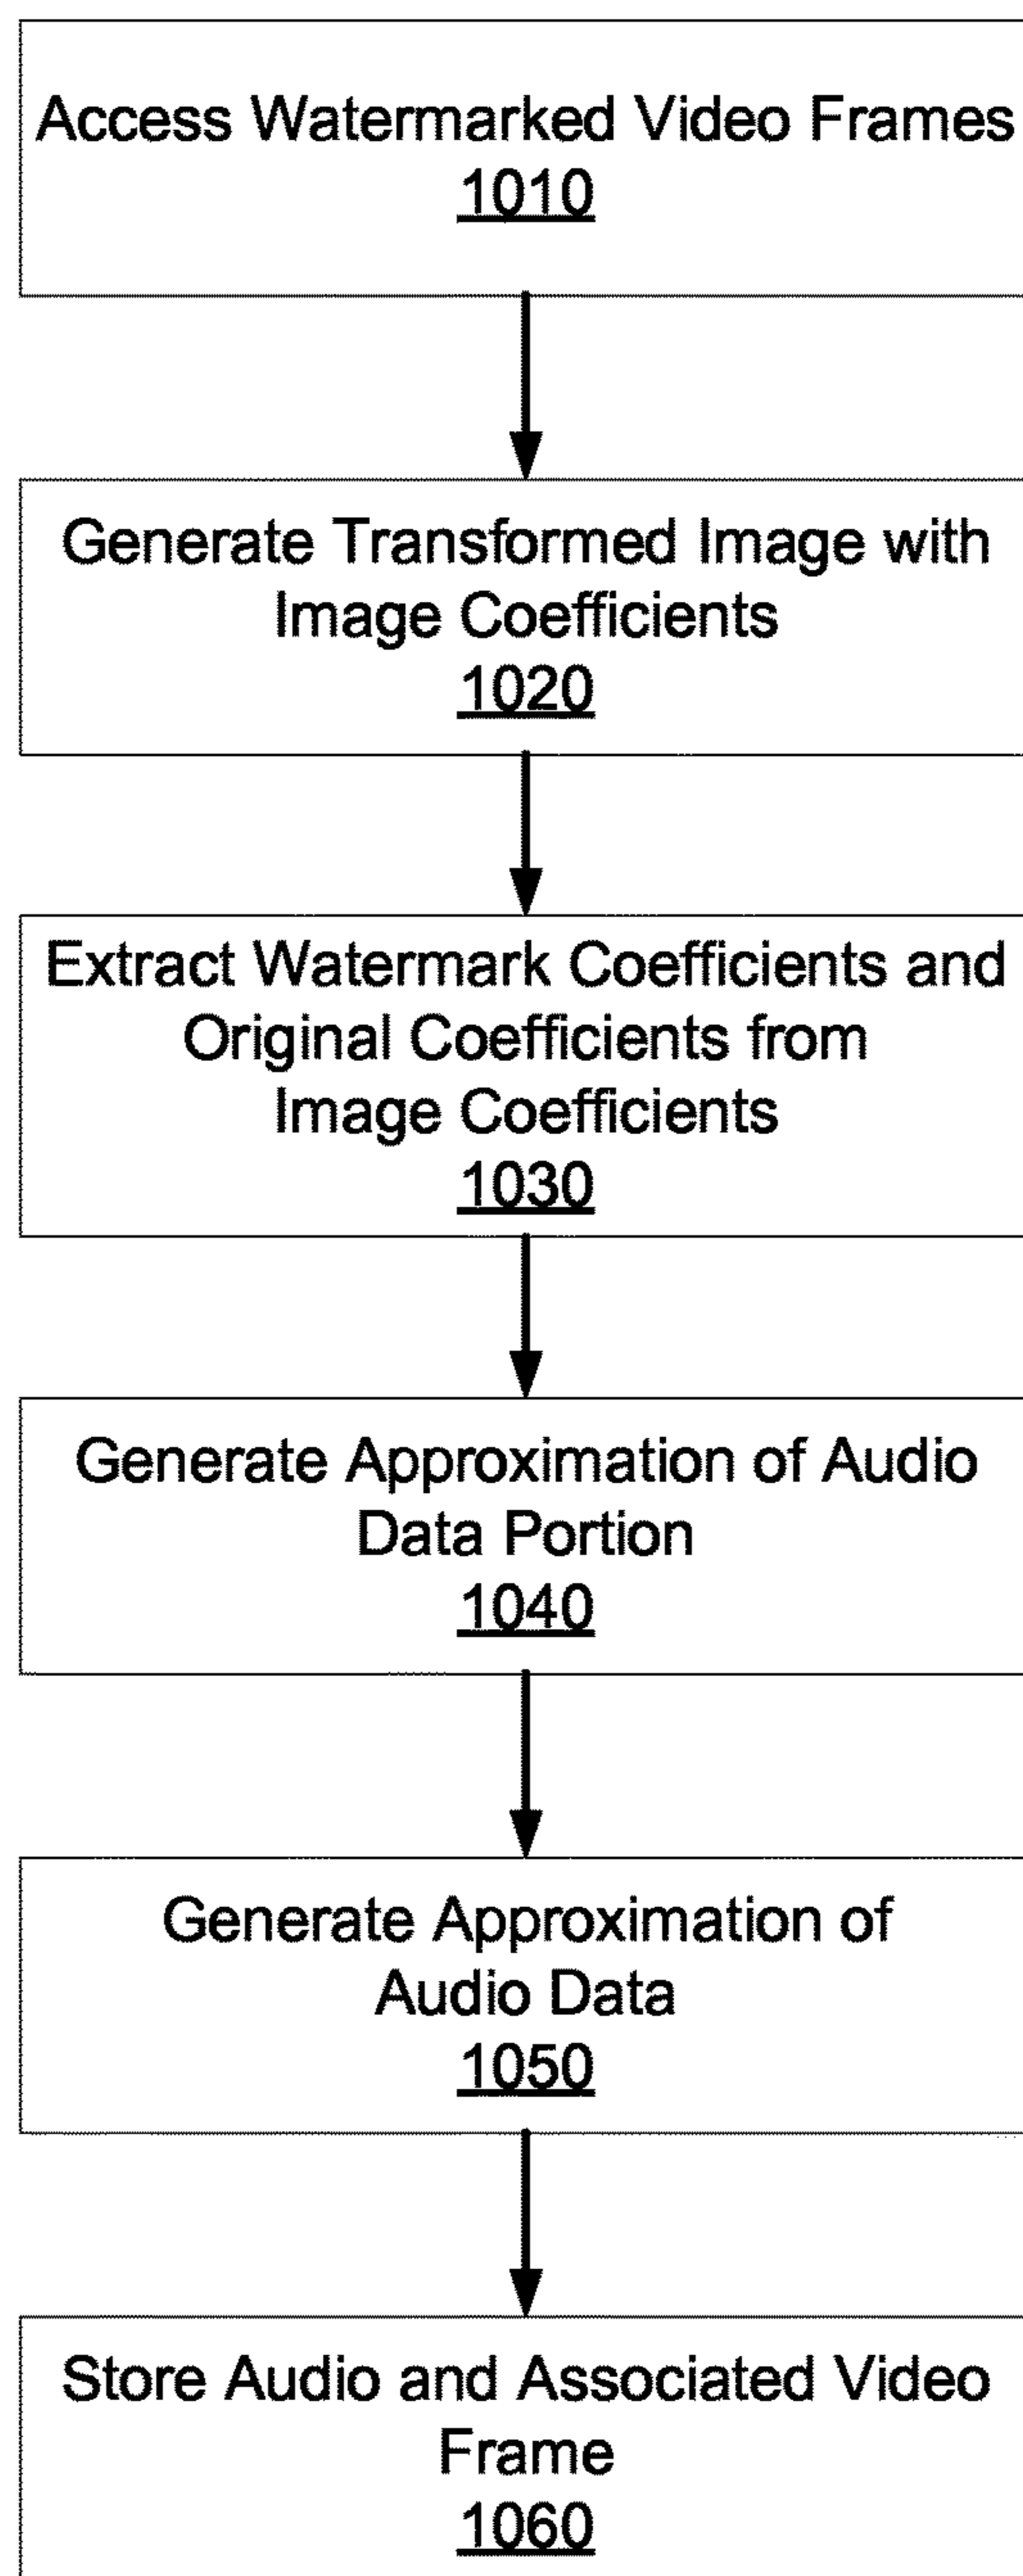 Access Watermarked Video Frames
1010
Generate Transformed Image with
Image Coefficients
1020
Extract Watermark Coefficients and
Original Coefficients from
Image Coefficients
1030
Generate Approximation of Audio
Data Portion
1040
Generate Approximation of
Audio Data
1050
Store Audio and Associated Video
Frame
1060